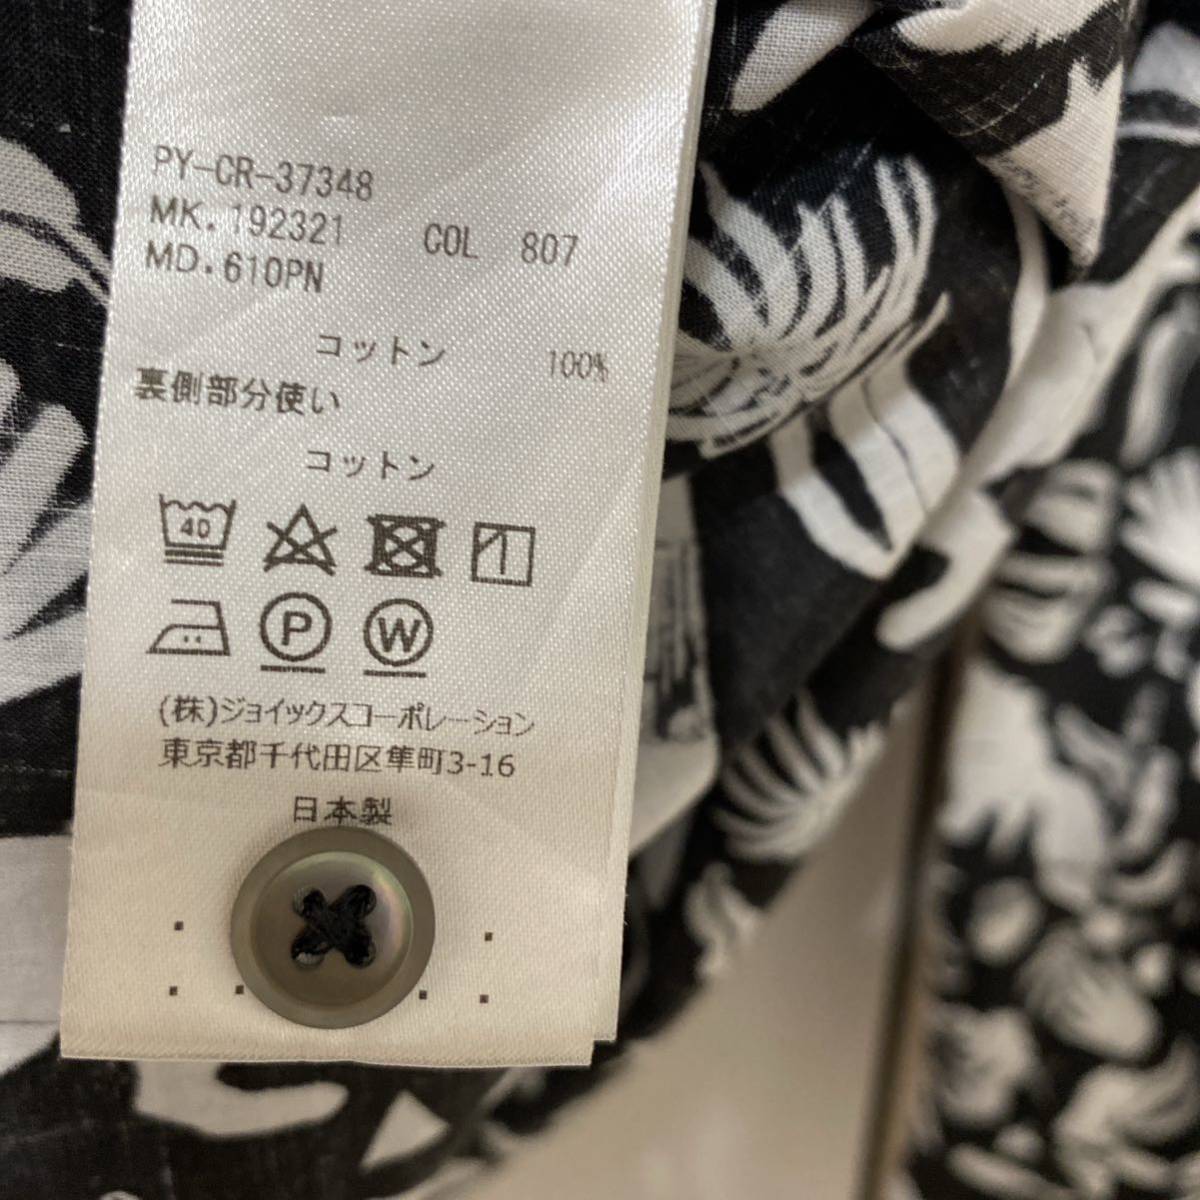 PY-CR-37348
MK.192321 COL 807
MD.610PN
コットン 100%
裏側部分使い
コットン
40
P W
(株)ジョイックスコーポレーション
東京都千代田区隼町3-16
日本製